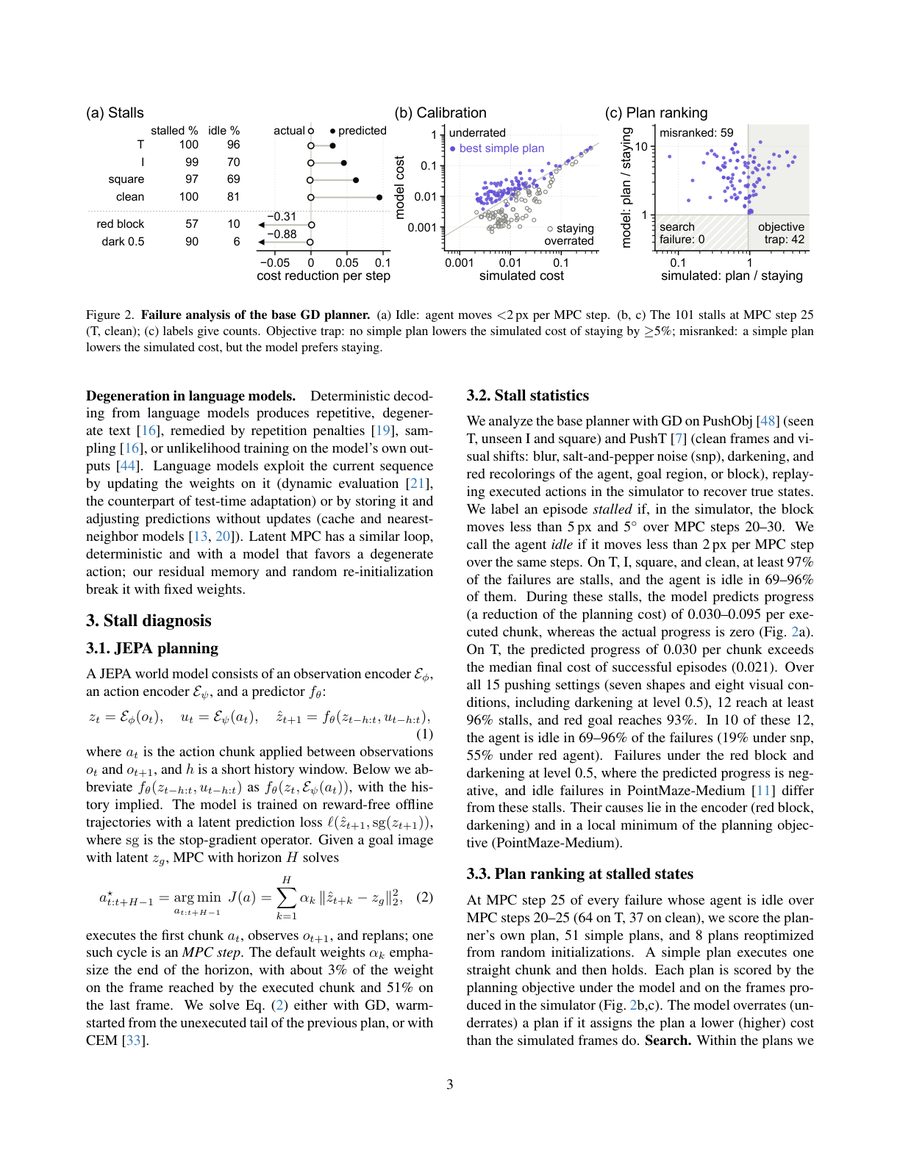 (a) Stalls
stalled % idle %
T 100 96
I 99 70
square 97 69
clean 100 81
red block 57 10
dark 0.5 90 6
actual predicted
−0.31
−0.88
−0.05 0 0.05 0.1
cost reduction per step
(b) Calibration
model cost
1
0.1
0.01
0.001
underrated
best simple plan
staying
overrated
0.001 0.01 0.1
simulated cost
(c) Plan ranking
model: plan / staying
10
1
misranked: 59
search
failure: 0
objective
trap: 42
0.1 1
simulated: plan / staying
Figure 2. Failure analysis of the base GD planner. (a) Idle: agent moves <2 px per MPC step. (b, c) The 101 stalls at MPC step 25
(T, clean); (c) labels give counts. Objective trap: no simple plan lowers the simulated cost of staying by ≥5%; misranked: a simple plan
lowers the simulated cost, but the model prefers staying.
Degeneration in language models. Deterministic decod-
ing from language models produces repetitive, degener-
ate text [16], remedied by repetition penalties [19], sam-
pling [16], or unlikelihood training on the model's own out-
puts [44]. Language models exploit the current sequence
by updating the weights on it (dynamic evaluation [21],
the counterpart of test-time adaptation) or by storing it and
adjusting predictions without updates (cache and nearest-
neighbor models [13, 20]). Latent MPC has a similar loop,
deterministic and with a model that favors a degenerate
action; our residual memory and random re-initialization
break it with fixed weights.
3. Stall diagnosis
3.1. JEPA planning
A JEPA world model consists of an observation encoder ℰϕ,
an action encoder ℰψ, and a predictor fθ:
zt = ℰϕ(ot), ut = ℰψ(at), ẑt+1 = fθ(zt−h:t, ut−h:t),
(1)
where at is the action chunk applied between observations
ot and ot+1, and h is a short history window. Below we ab-
breviate fθ(zt−h:t, ut−h:t) as fθ(zt, ℰψ(at)), with the his-
tory implied. The model is trained on reward-free offline
trajectories with a latent prediction loss ℓ(ẑt+1, sg(zt+1)),
where sg is the stop-gradient operator. Given a goal image
with latent zg, MPC with horizon H solves
a⋆t:t+H−1 = arg min at:t+H−1 J(a) = ∑k=1H αk ‖ẑt+k − zg‖22, (2)
executes the first chunk at, observes ot+1, and replans; one
such cycle is an MPC step. The default weights αk empha-
size the end of the horizon, with about 3% of the weight
on the frame reached by the executed chunk and 51% on
the last frame. We solve Eq. (2) either with GD, warm-
started from the unexecuted tail of the previous plan, or with
CEM [33].
3.2. Stall statistics
We analyze the base planner with GD on PushObj [48] (seen
T, unseen I and square) and PushT [7] (clean frames and vi-
sual shifts: blur, salt-and-pepper noise (snp), darkening, and
red recolorings of the agent, goal region, or block), replay-
ing executed actions in the simulator to recover true states.
We label an episode stalled if, in the simulator, the block
moves less than 5 px and 5° over MPC steps 20–30. We
call the agent idle if it moves less than 2 px per MPC step
over the same steps. On T, I, square, and clean, at least 97%
of the failures are stalls, and the agent is idle in 69–96%
of them. During these stalls, the model predicts progress
(a reduction of the planning cost) of 0.030–0.095 per exe-
cuted chunk, whereas the actual progress is zero (Fig. 2a).
On T, the predicted progress of 0.030 per chunk exceeds
the median final cost of successful episodes (0.021). Over
all 15 pushing settings (seven shapes and eight visual con-
ditions, including darkening at level 0.5), 12 reach at least
96% stalls, and red goal reaches 93%. In 10 of these 12,
the agent is idle in 69–96% of the failures (19% under snp,
55% under red agent). Failures under the red block and
darkening at level 0.5, where the predicted progress is neg-
ative, and idle failures in PointMaze-Medium [11] differ
from these stalls. Their causes lie in the encoder (red block,
darkening) and in a local minimum of the planning objec-
tive (PointMaze-Medium).
3.3. Plan ranking at stalled states
At MPC step 25 of every failure whose agent is idle over
MPC steps 20–25 (64 on T, 37 on clean), we score the plan-
ner's own plan, 51 simple plans, and 8 plans reoptimized
from random initializations. A simple plan executes one
straight chunk and then holds. Each plan is scored by the
planning objective under the model and on the frames pro-
duced in the simulator (Fig. 2b,c). The model overrates (un-
derrates) a plan if it assigns the plan a lower (higher) cost
than the simulated frames do. Search. Within the plans we
3